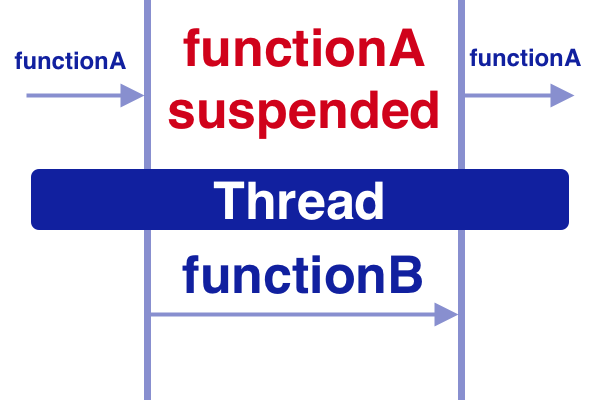 functionA
functionA
suspended
functionA
Thread
functionB